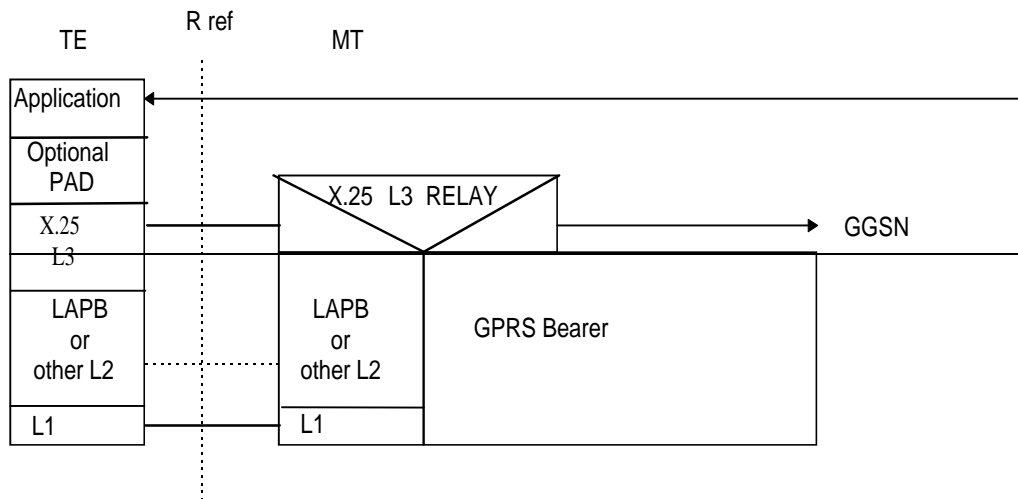 R ref
TE
MT
Application
Optional
PAD
X.25 L3 RELAY
X.25
L3
GGSN
LAPB
or
other L2
LAPB
or
other L2
GPRS Bearer
L1
L1